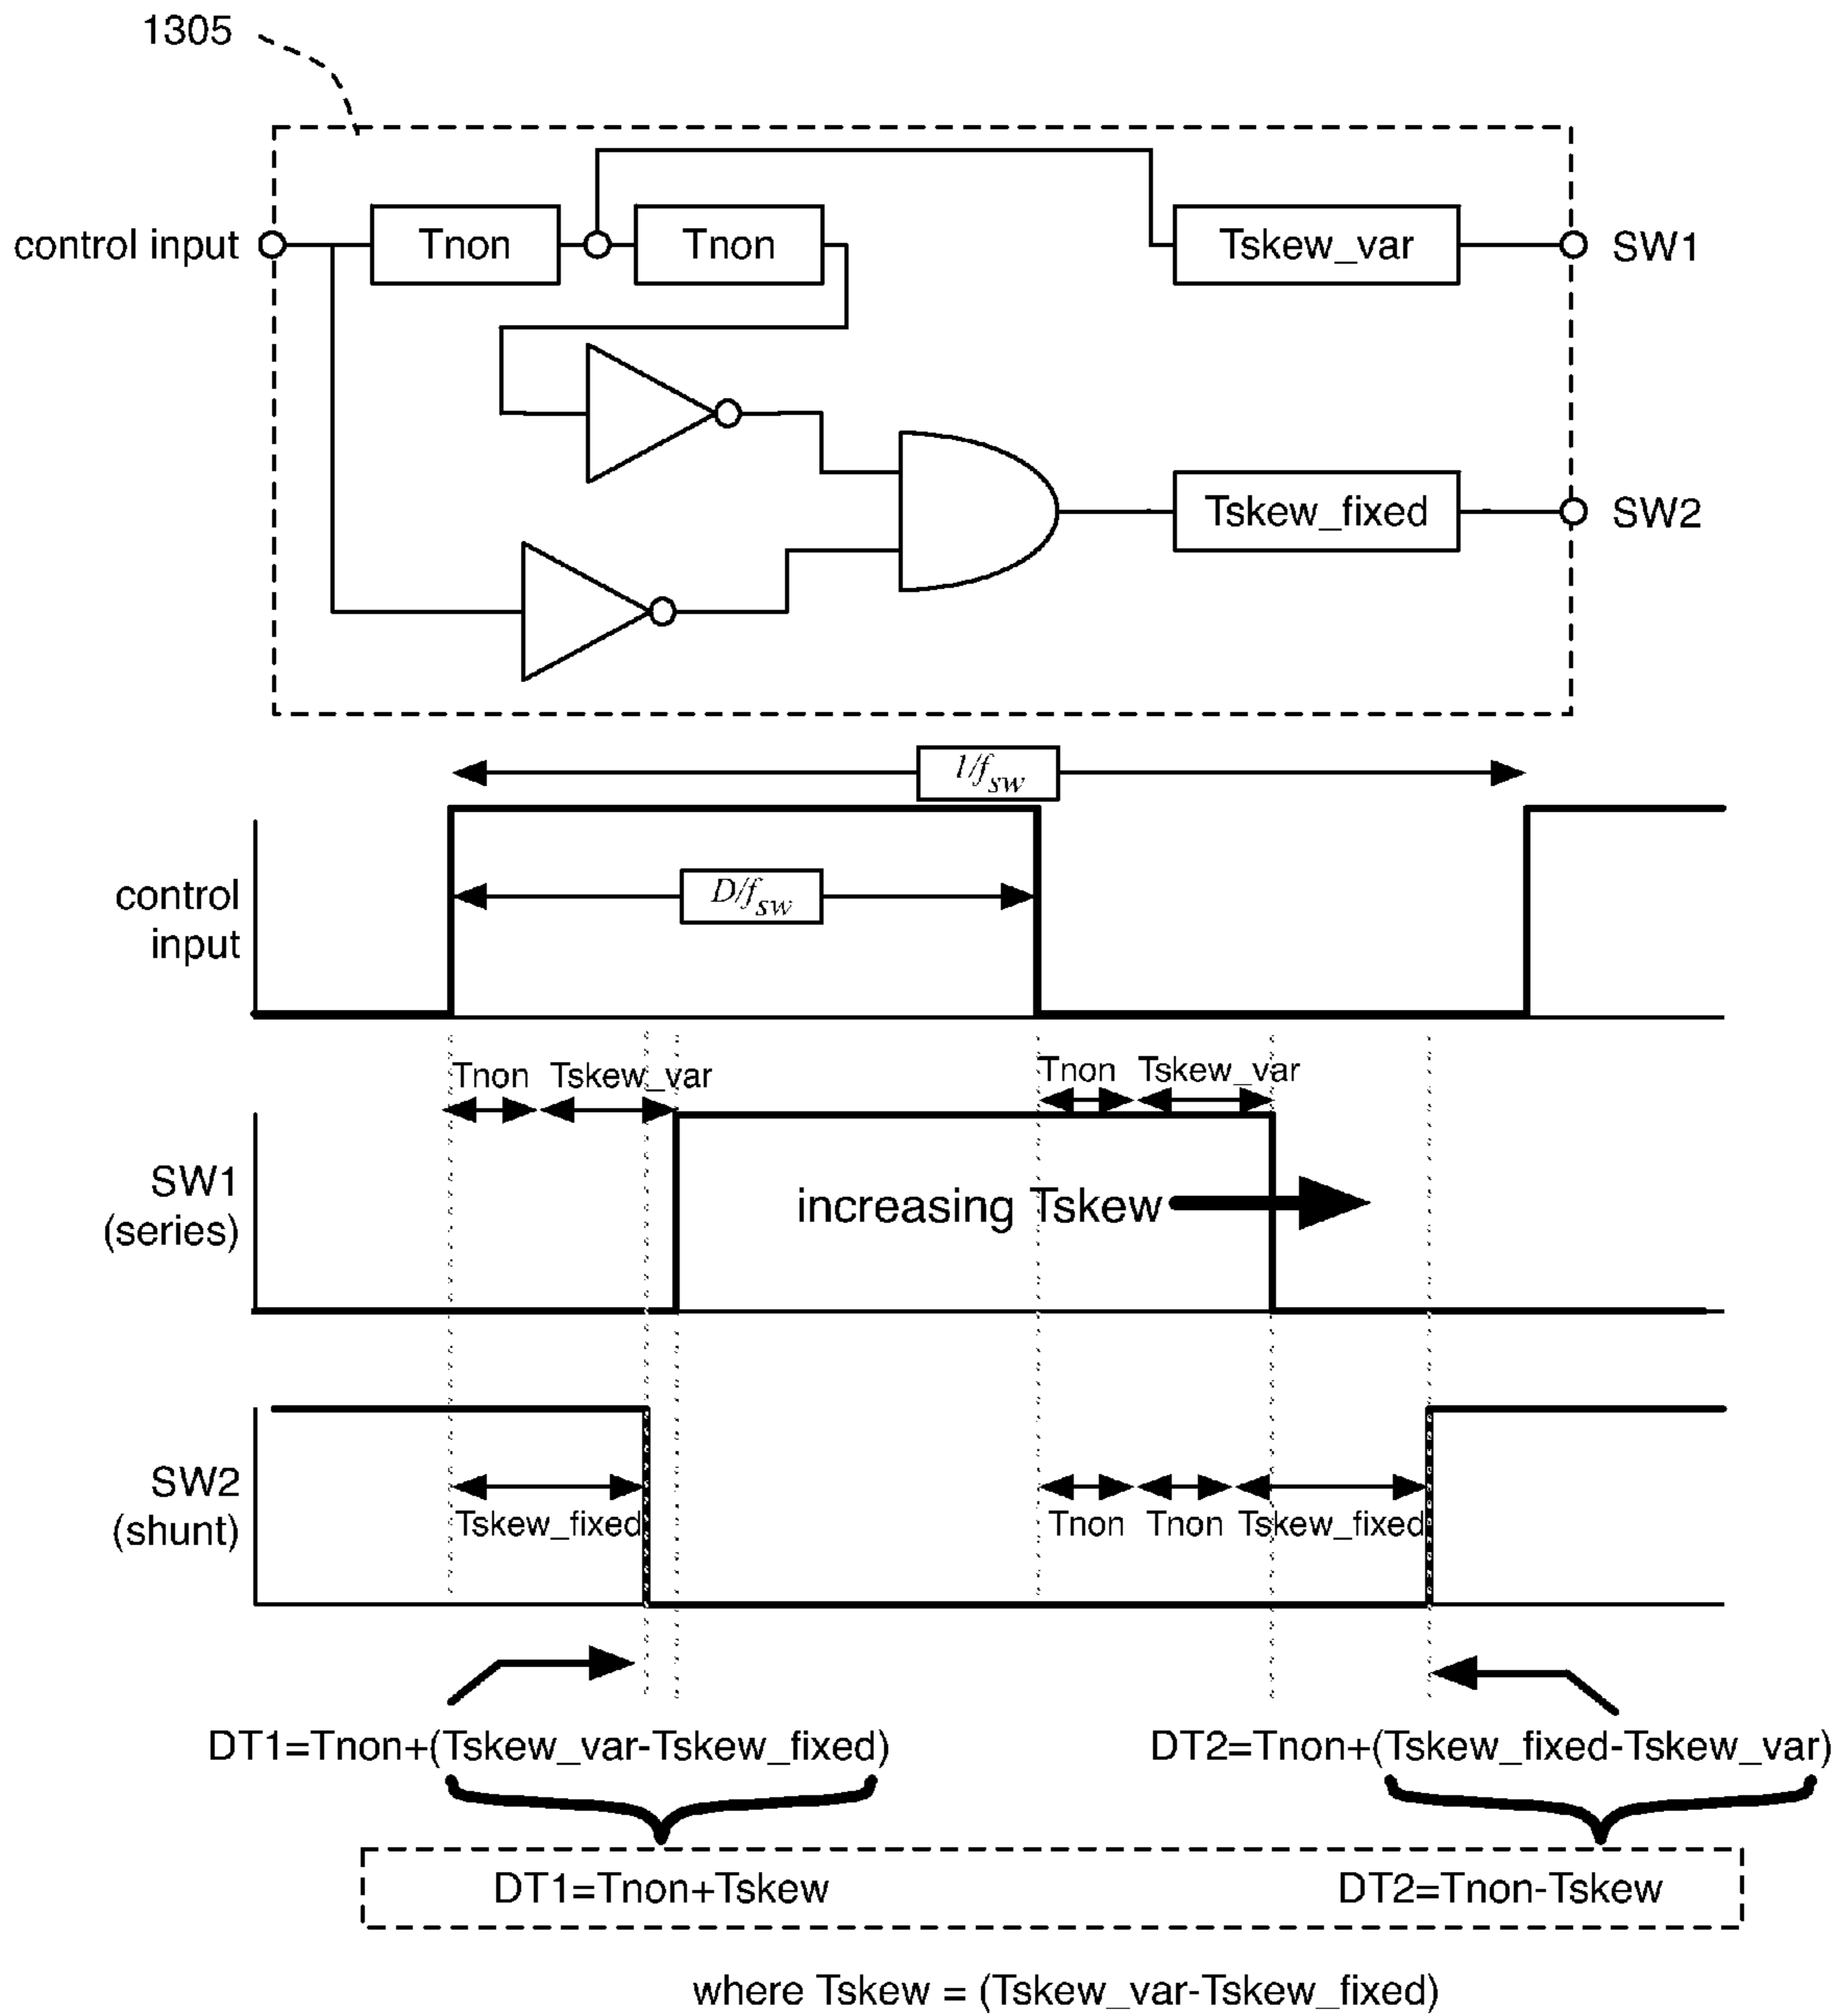 1305
control input
Tnon
Tnon
Tskew_var
SW1
Tskew_fixed
SW2
1/fsw
D/fsw
control
input
Tnon
Tskew_var
Tnon
Tskew_var
SW1
(series)
increasing Tskew
SW2
(shunt)
Tskew_fixed
Tnon
Tnon
Tskew_fixed
DT1=Tnon+(Tskew_var-Tskew_fixed)
DT2=Tnon+(Tskew_fixed-Tskew_var)
DT1=Tnon+Tskew
DT2=Tnon-Tskew
where Tskew = (Tskew_var-Tskew_fixed)